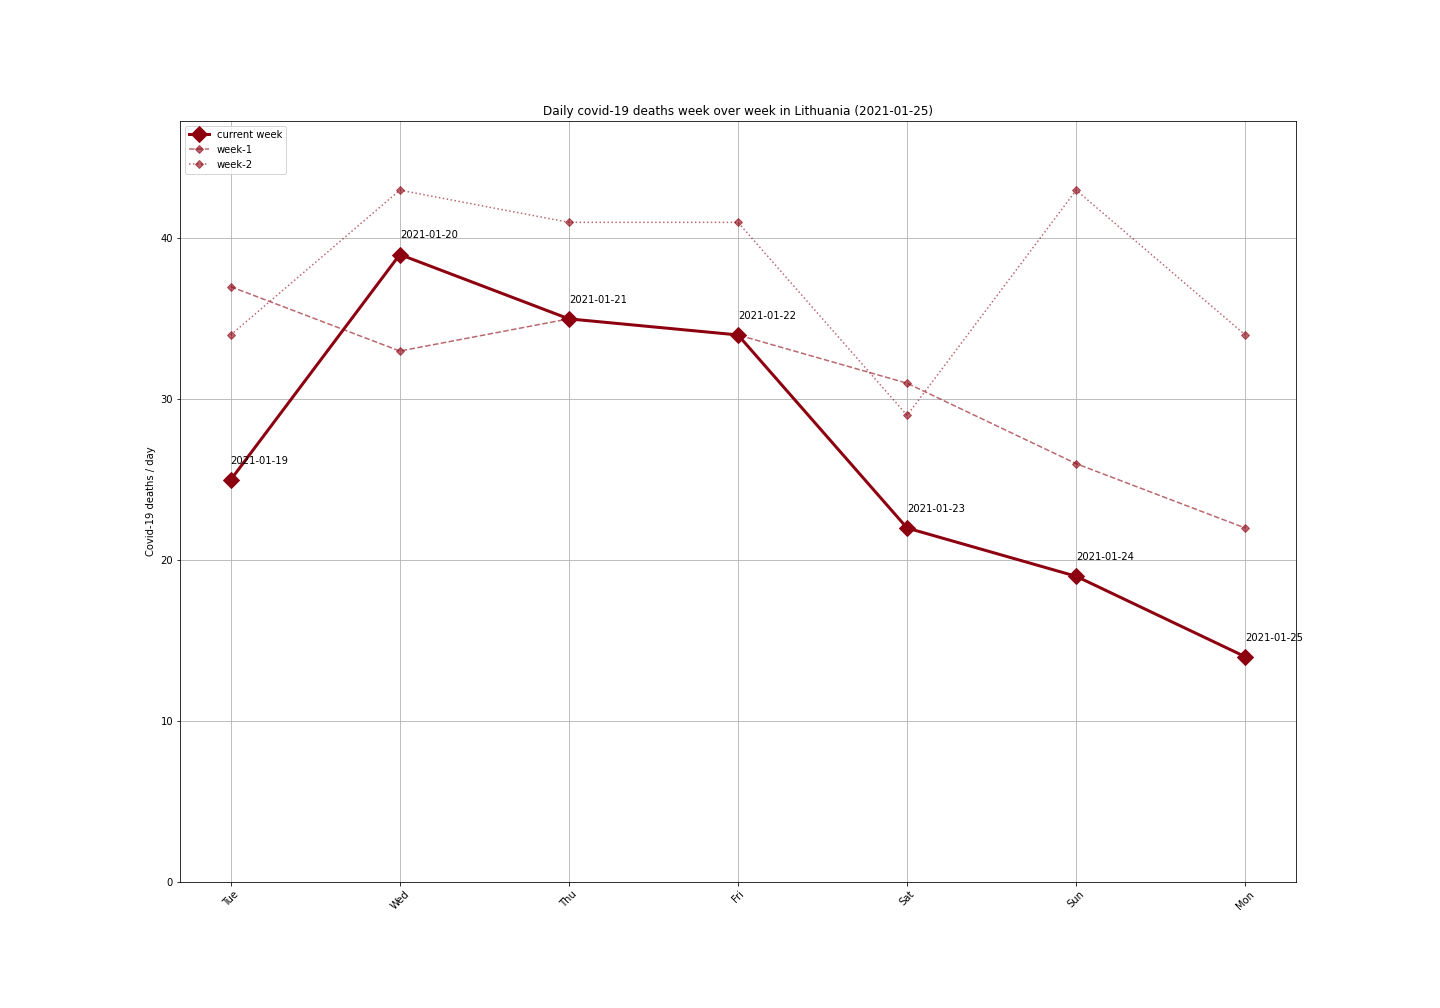 Daily covid-19 deaths week over week in Lithuania (2021-01-25)
current week
week-1
week-2
40
30
20
10
0
Covid-19 deaths / day
2021-01-19
2021-01-20
2021-01-21
2021-01-22
2021-01-23
2021-01-24
2021-01-25
Tue
Wed
Thu
Fri
Sat
Sun
Mon